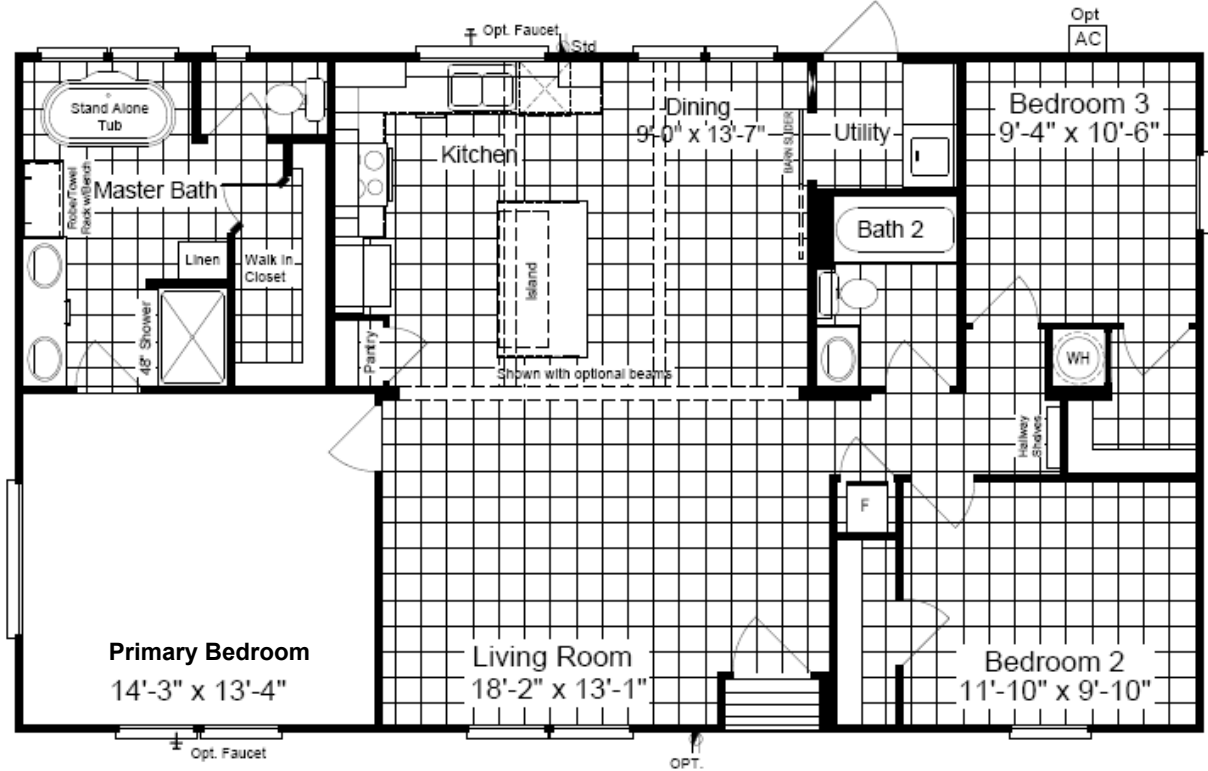 Opt. Faucet
Std
Opt
AC
Stand Alone
Tub
Dining
9'-0" x 13'-7"
BARN SLIDER
Utility
Bedroom 3
9'-4" x 10'-6"
Kitchen
Robe/Towel
Rack w/Bench
Master Bath
Bath 2
Linen
Walk In
Closet
Island
48" Shower
Pantry
WH
Shown with optional beams
Hallway
Shelves
F
Primary Bedroom
14'-3" x 13'-4"
Living Room
18'-2" x 13'-1"
Bedroom 2
11'-10" x 9'-10"
Opt. Faucet
OPT.